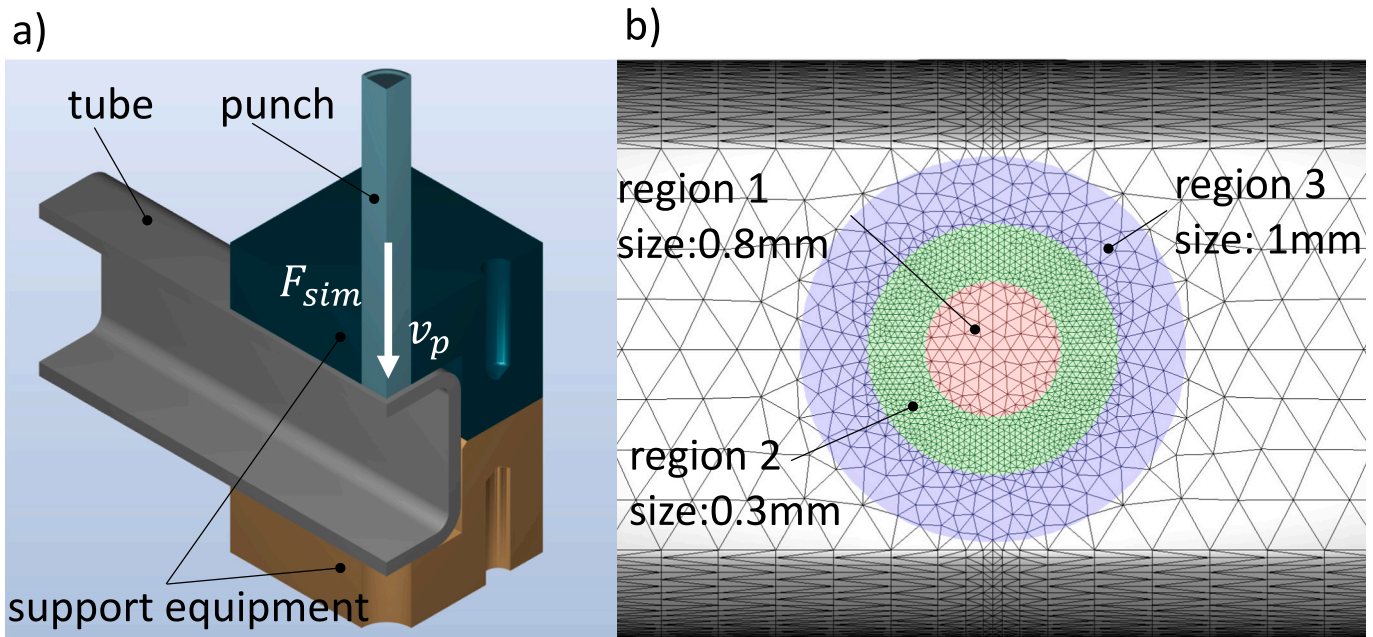 a)
tube
punch
F_sim
v_p
support equipment
b)
region 1
size:0.8mm
region 3
size: 1mm
region 2
size:0.3mm